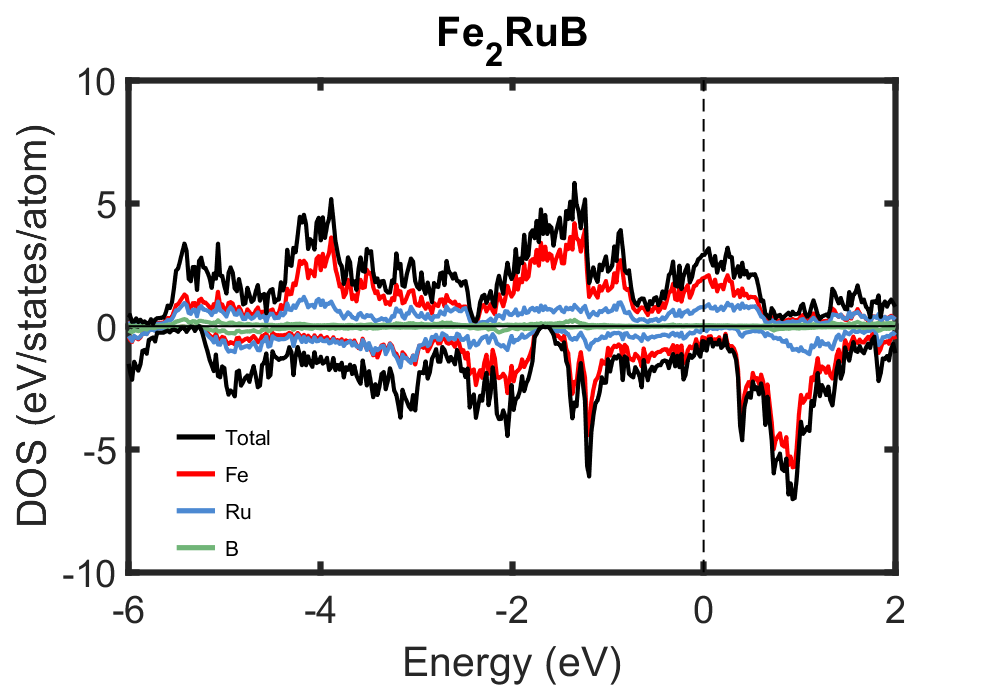 Fe₂RuB
DOS (eV/states/atom)
10
5
0
0
-5
-10
Total
Fe
Ru
B
-6 -4 -2 0 2
Energy (eV)